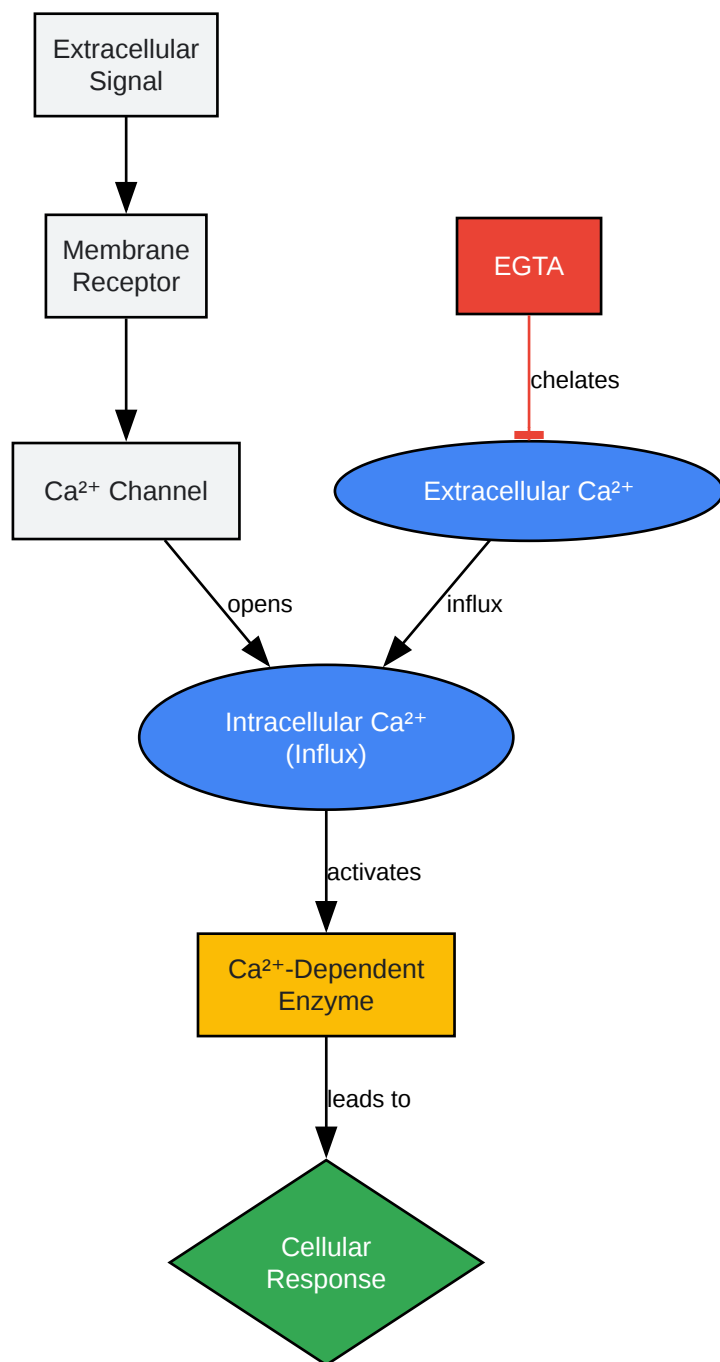 Extracellular
Signal
Membrane
Receptor
EGTA
chelates
Ca²⁺ Channel
Extracellular Ca²⁺
opens
influx
Intracellular Ca²⁺
(Influx)
activates
Ca²⁺-Dependent
Enzyme
leads to
Cellular
Response